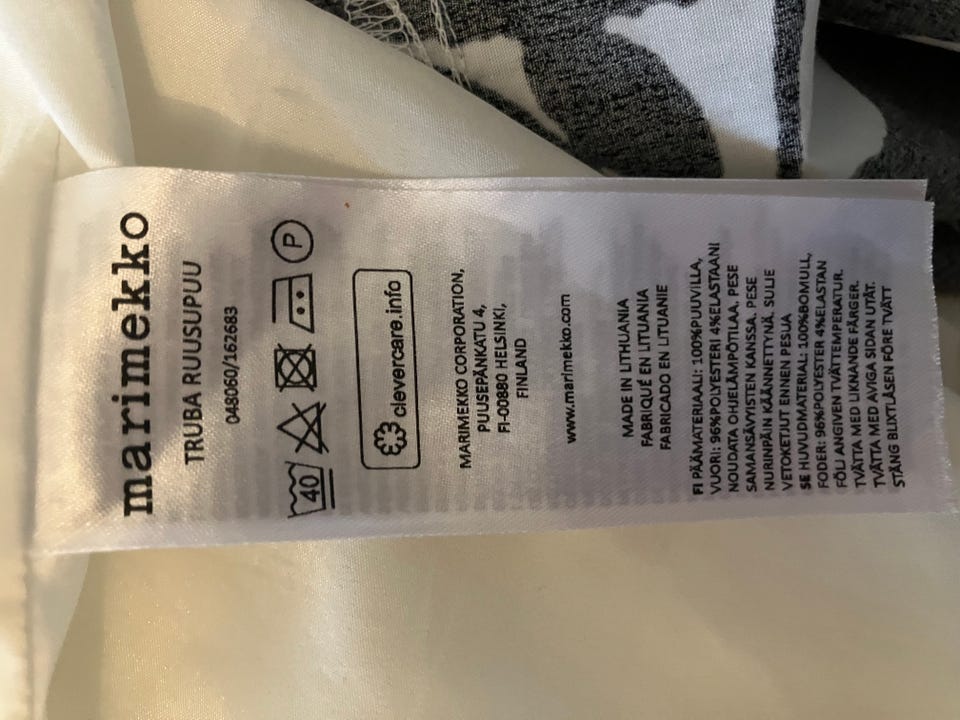 marimekko
TRUBA RUUSUPUU
048060/162683
40 P
clevercare.info
MARIMEKKO CORPORATION,
PUUSEPÄNKATU 4,
FI-00880 HELSINKI,
FINLAND
www.marimekko.com
MADE IN LITHUANIA
FABRIQUÉ EN LITUANIA
FABRICADO EN LITUANIE
FI PÄÄMATERIAALI: 100%PUUVILLA,
VUORI: 96%POLYESTERI 4%ELASTAANI
NOUDATA OHJELÄMPÖTILAA. PESE
SAMANSÄVYISTEN KANSSA. PESE
NURINPÄIN KÄÄNNETTYNÄ. SULJE
VETOKETJUT ENNEN PESUA
SE HUVUDMATERIAL: 100%BOMULL,
FODER: 96%POLYESTER 4%ELASTAN
FÖLJ ANGIVEN TVÄTTEMPERATUR.
TVÄTTA MED LIKNANDE FÄRGER.
TVÄTTA MED AVIGA SIDAN UTÅT.
STÄNG BLIXTLÅSEN FÖRE TVÄTT